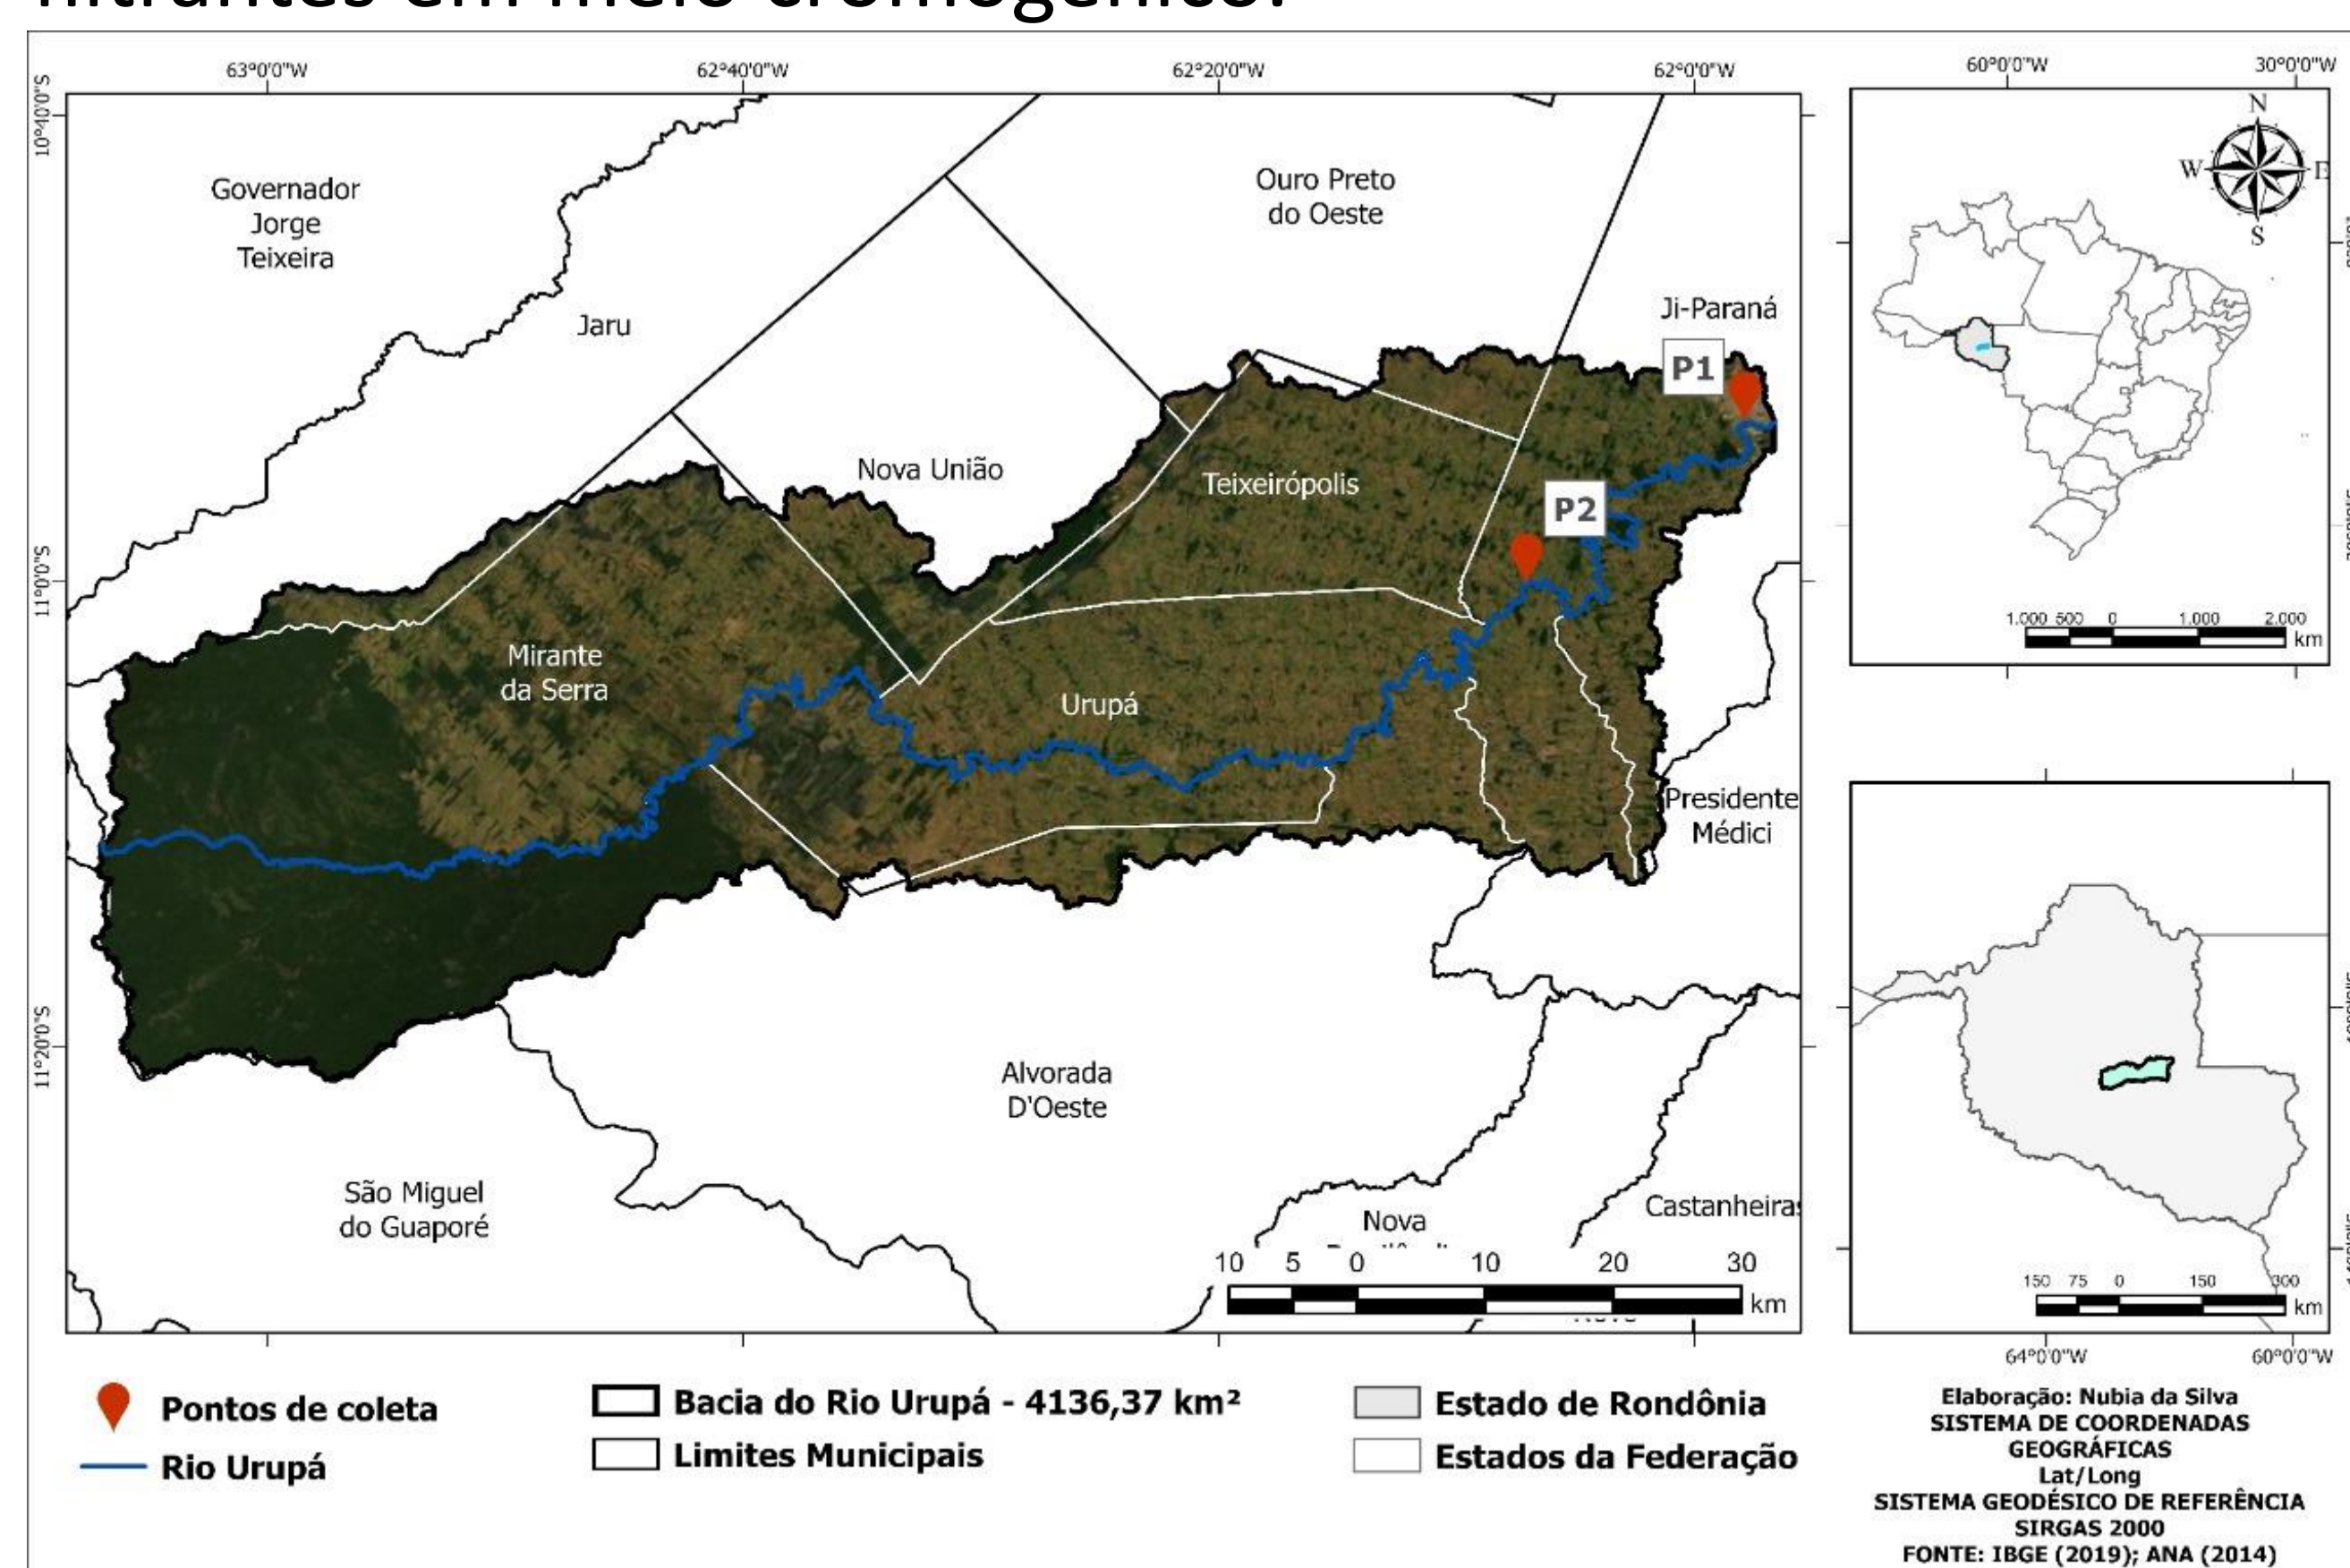 filtrantes em meio cromogênico.
63°0'0"W 62°40'0"W 62°20'0"W 62°0'0"W
60°0'0"W 30°0'0"W
10°40'0"S
11°0'0"S
11°20'0"S
Governador
Jorge
Teixeira
Jaru
Ouro Preto
do Oeste
Ji-Paraná
P1
Nova União
Teixeirópolis
P2
Mirante
da Serra
Urupá
Presidente
Médici
Alvorada
D'Oeste
São Miguel
do Guaporé
Nova
Castanheiras
10 5 0 10 20 30
km
N
W E
S
1.000 500 0 1.000 2.000
km
150 75 0 150 300
km
64°0'0"W 60°0'0"W
Pontos de coleta
Rio Urupá
Bacia do Rio Urupá - 4136,37 km²
Limites Municipais
Estado de Rondônia
Estados da Federação
Elaboração: Nubia da Silva
SISTEMA DE COORDENADAS
GEOGRÁFICAS
Lat/Long
SISTEMA GEODÉSICO DE REFERÊNCIA
SIRGAS 2000
FONTE: IBGE (2019); ANA (2014)